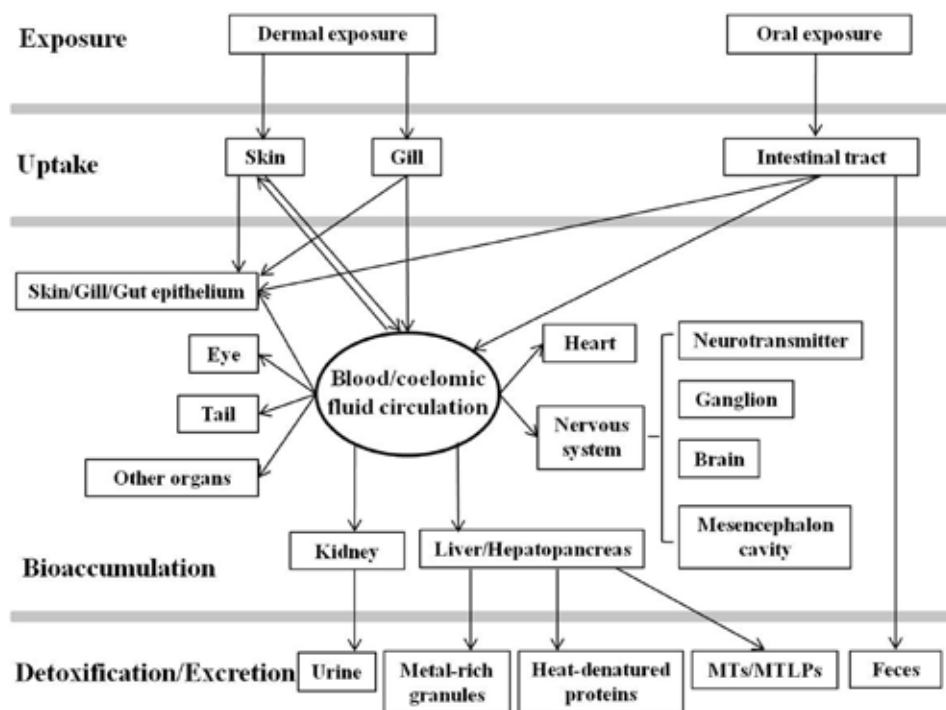 Exposure
Dermal exposure
Oral exposure
Uptake
Skin
Gill
Intestinal tract
Skin/Gill/Gut epithelium
Eye
Tail
Other organs
Blood/coelomic
fluid circulation
Heart
Nervous
system
Neurotransmitter
Ganglion
Brain
Mesencephalon
cavity
Kidney
Liver/Hepatopancreas
Bioaccumulation
Detoxification/Excretion
Urine
Metal-rich
granules
Heat-denatured
proteins
MTs/MTLPs
Feces